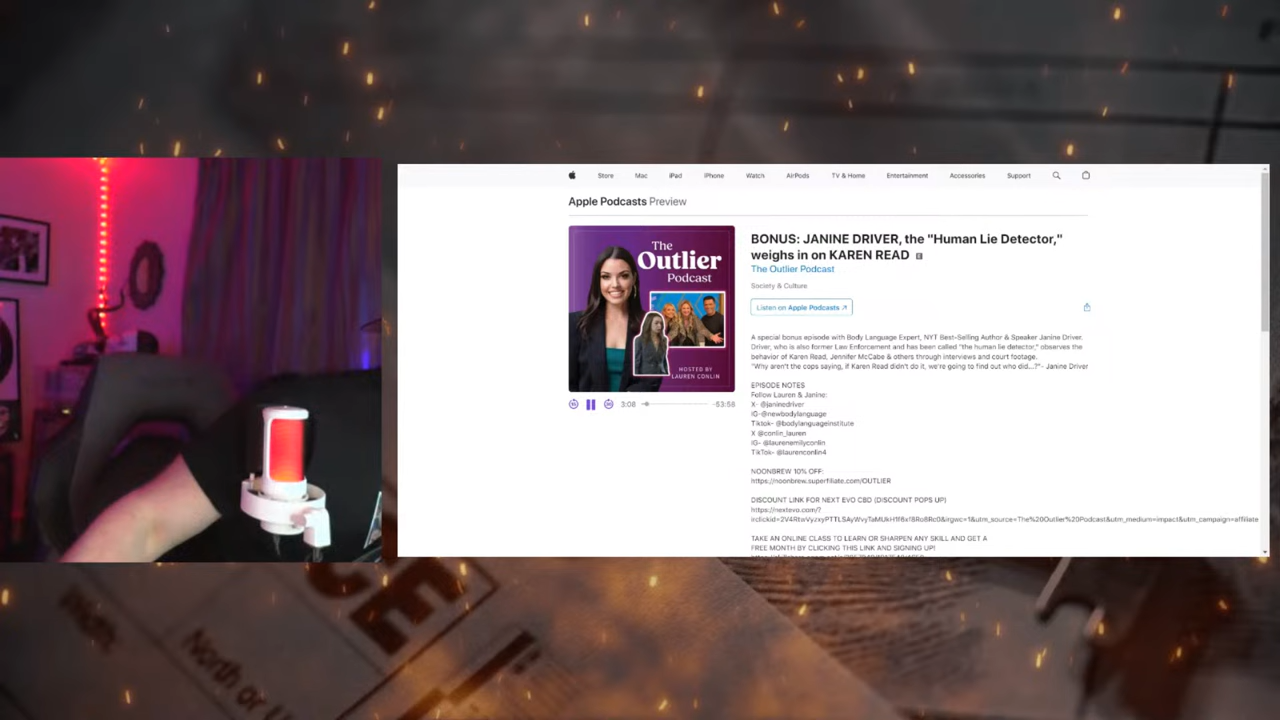 Store Mac iPad iPhone Watch AirPods TV & Home Entertainment Accessories Support
Apple Podcasts Preview
The
Outlier
Podcast
HOSTED BY
LAUREN CONLIN
3:08
-53:56
BONUS: JANINE DRIVER, the "Human Lie Detector,"
weighs in on KAREN READ
The Outlier Podcast
Society & Culture
Listen on Apple Podcasts ↗
A special bonus episode with Body Language Expert, NYT Best-Selling Author & Speaker Janine Driver.
Driver, who is also former Law Enforcement and has been called "the human lie detector," observes the
behavior of Karen Read, Jennifer McCabe & others through interviews and court footage.
"Why aren't the cops saying, if Karen Read didn't do it, we're going to find out who did...?"- Janine Driver
EPISODE NOTES
Follow Lauren & Janine:
X- @janinedriver
IG-@newbodylanguage
Tiktok- @bodylanguageinstitute
X @conlin_lauren
IG- @laurenemilyconlin
TikTok- @laurenconlin4
NOONBREW 10% OFF:
https://noonbrew.superfiliate.com/OUTLIER
DISCOUNT LINK FOR NEXT EVO CBD (DISCOUNT POPS UP)
https://nextevo.com/?
TAKE AN ONLINE CLASS TO LEARN OR SHARPEN ANY SKILL AND GET A
FREE MONTH BY CLICKING THIS LINK AND SIGNING UP!
CE
Width
North or